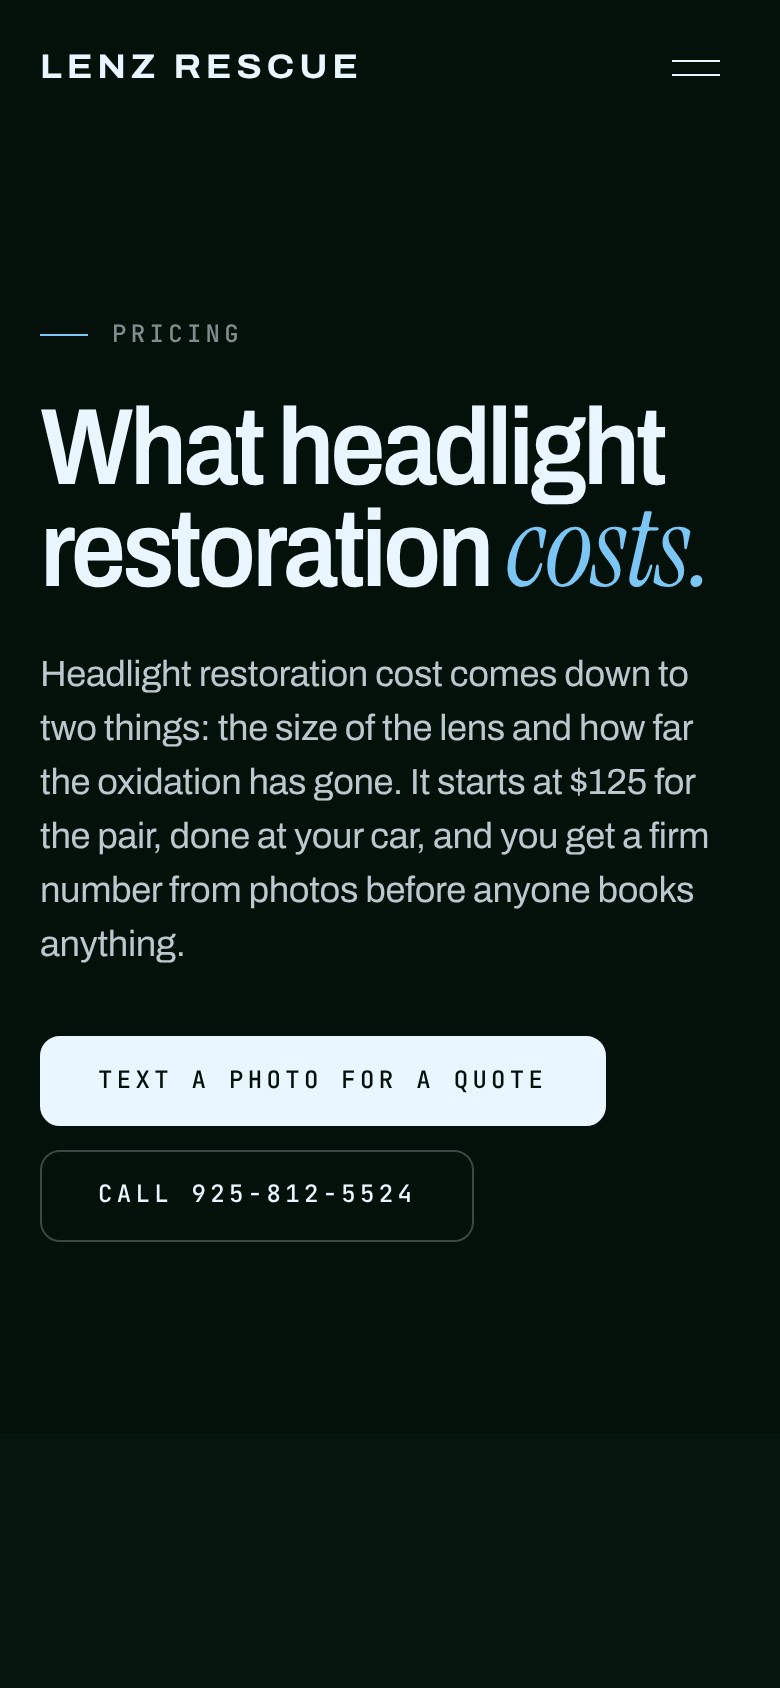 LENZ RESCUE
PRICING
What headlight
restoration costs.
Headlight restoration cost comes down to
two things: the size of the lens and how far
the oxidation has gone. It starts at $125 for
the pair, done at your car, and you get a firm
number from photos before anyone books
anything.
TEXT A PHOTO FOR A QUOTE
CALL 925-812-5524